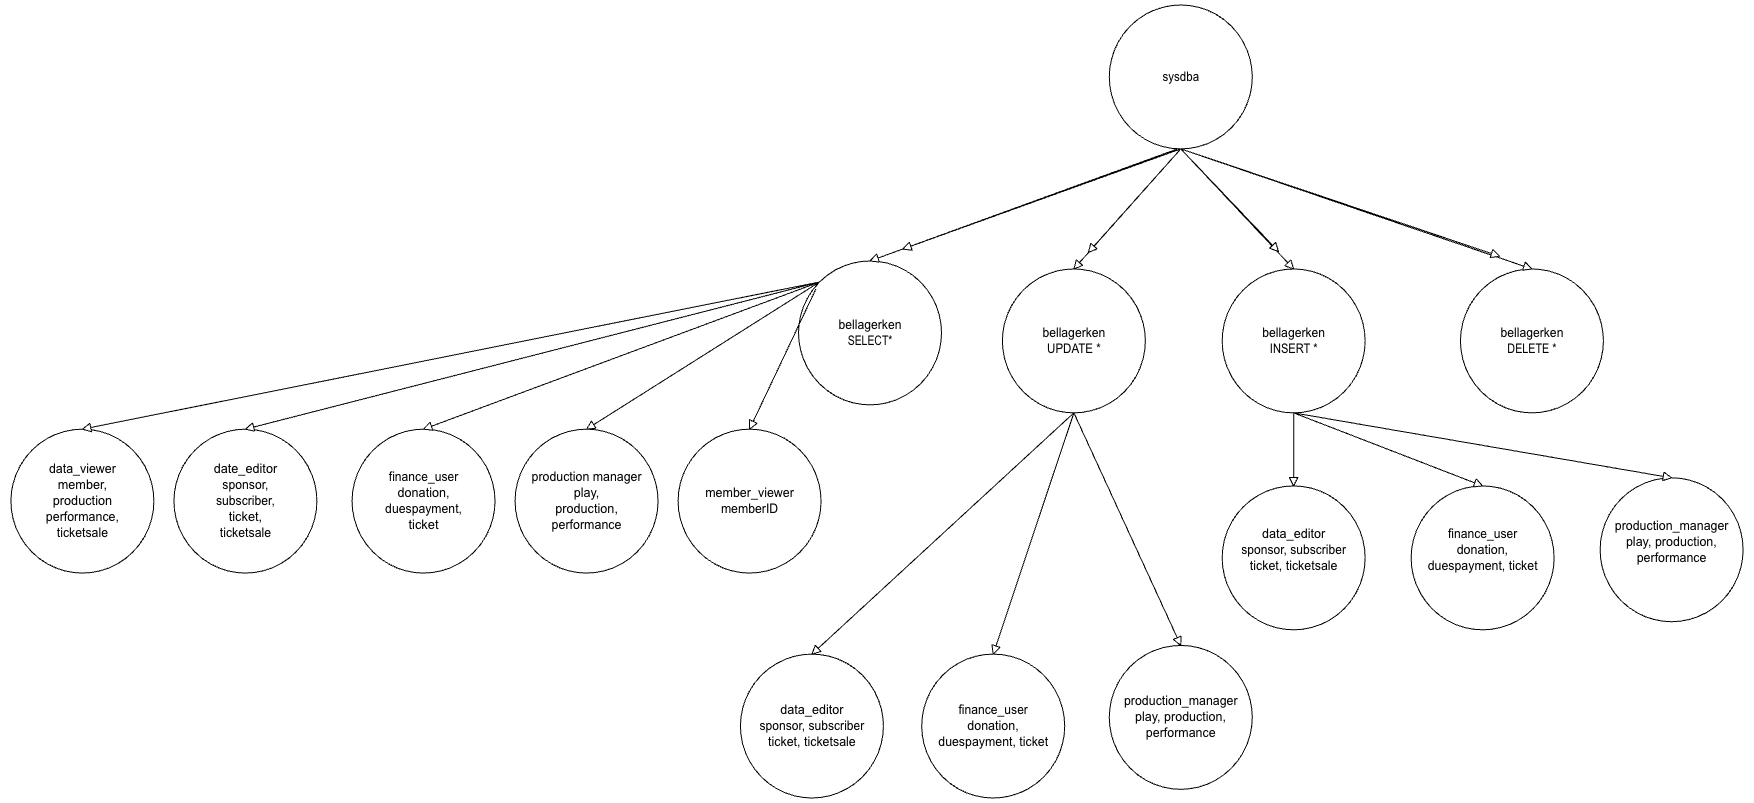 sysdba
bellagerken
SELECT*
bellagerken
UPDATE *
bellagerken
INSERT *
bellagerken
DELETE *
data_viewer
member,
production
performance,
ticketsale
date_editor
sponsor,
subscriber,
ticket,
ticketsale
finance_user
donation,
duespayment,
ticket
production manager
play,
production,
performance
member_viewer
memberID
data_editor
sponsor, subscriber
ticket, ticketsale
finance_user
donation,
duespayment, ticket
production_manager
play, production,
performance
data_editor
sponsor, subscriber
ticket, ticketsale
finance_user
donation,
duespayment, ticket
production_manager
play, production,
performance